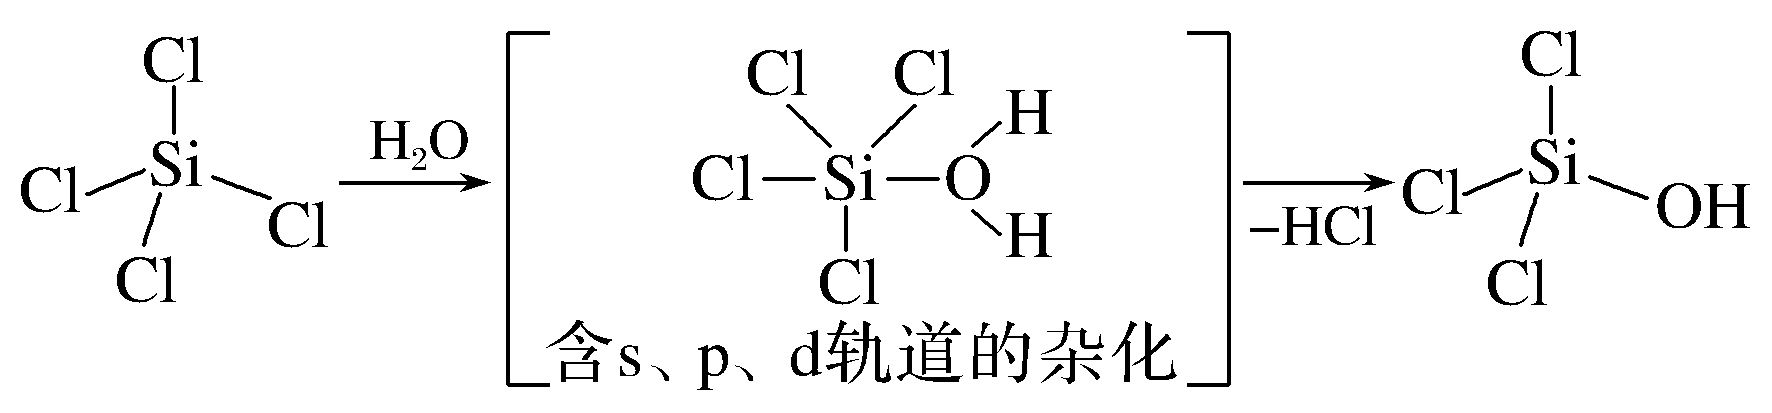 Cl
Si
Cl
Cl
Cl
H₂O
Cl Cl
H
Cl—Si—O
H
Cl
含s、p、d轨道的杂化
-HCl
Cl
Si
Cl
OH
Cl